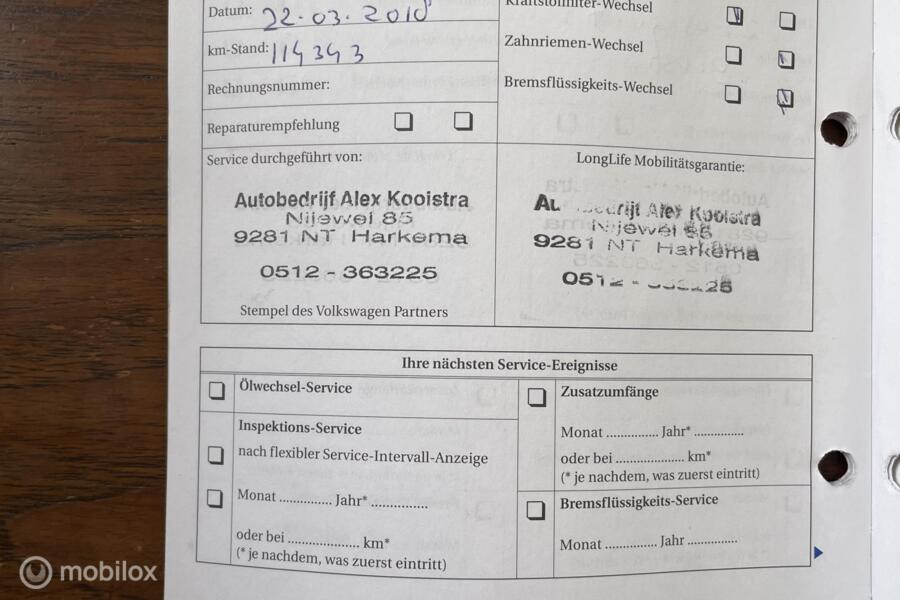 Datum: 22-03-2010
Kraftstofffilter-Wechsel
km-Stand: 114343
Zahnriemen-Wechsel
Rechnungsnummer:
Bremsflüssigkeits-Wechsel
Reparaturempfehlung
Service durchgeführt von:
LongLife Mobilitätsgarantie:
Autobedrijf Alex Kooistra
Nijewei 85
9281 NT Harkema
0512 - 363225
Alex Kooistra
9281 NT Harkema
Stempel des Volkswagen Partners
Ihre nächsten Service-Ereignisse
Ölwechsel-Service
Inspektions-Service
nach flexibler Service-Intervall-Anzeige
Monat ............. Jahr* ..............
oder bei .................... km*
(* je nachdem, was zuerst eintritt)
Zusatzumfänge
Monat ............. Jahr* .............
oder bei ................... km*
(* je nachdem, was zuerst eintritt)
Bremsflüssigkeits-Service
Monat ............. Jahr .............
mobilox